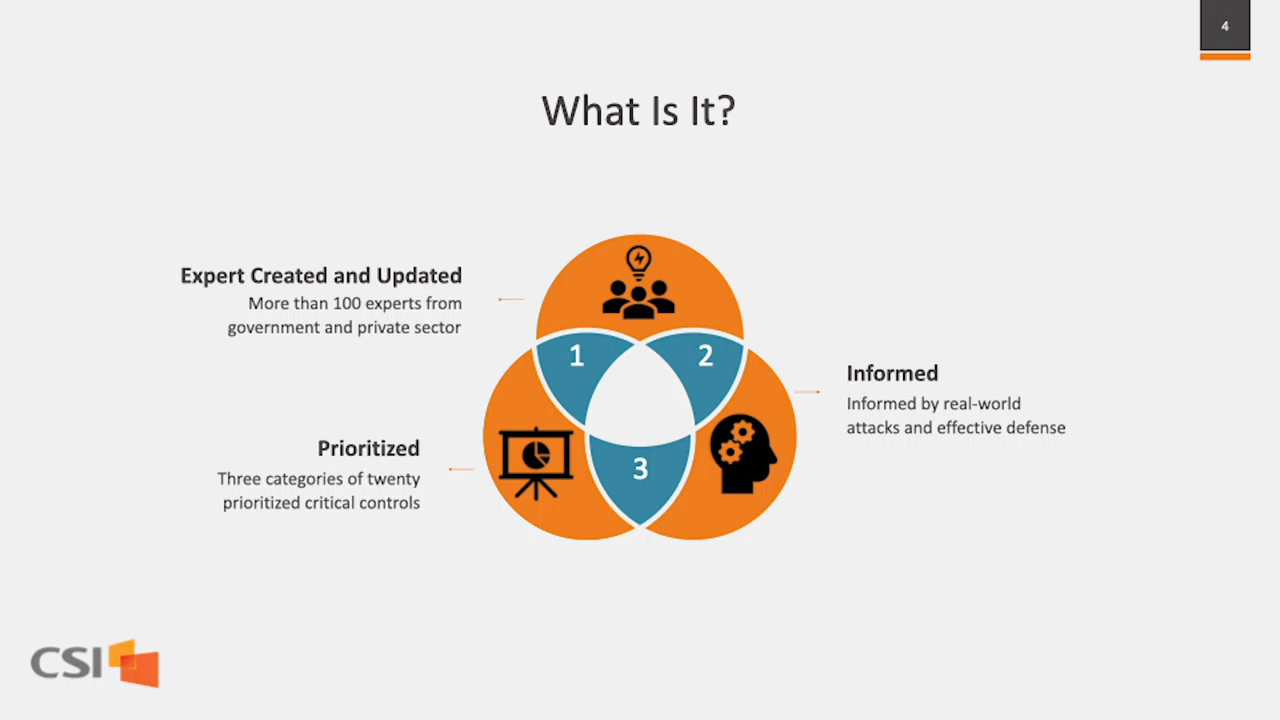 4
What Is It?
Expert Created and Updated
More than 100 experts from
government and private sector
1
2
Informed
Informed by real-world
attacks and effective defense
Prioritized
Three categories of twenty
prioritized critical controls
3
CSI